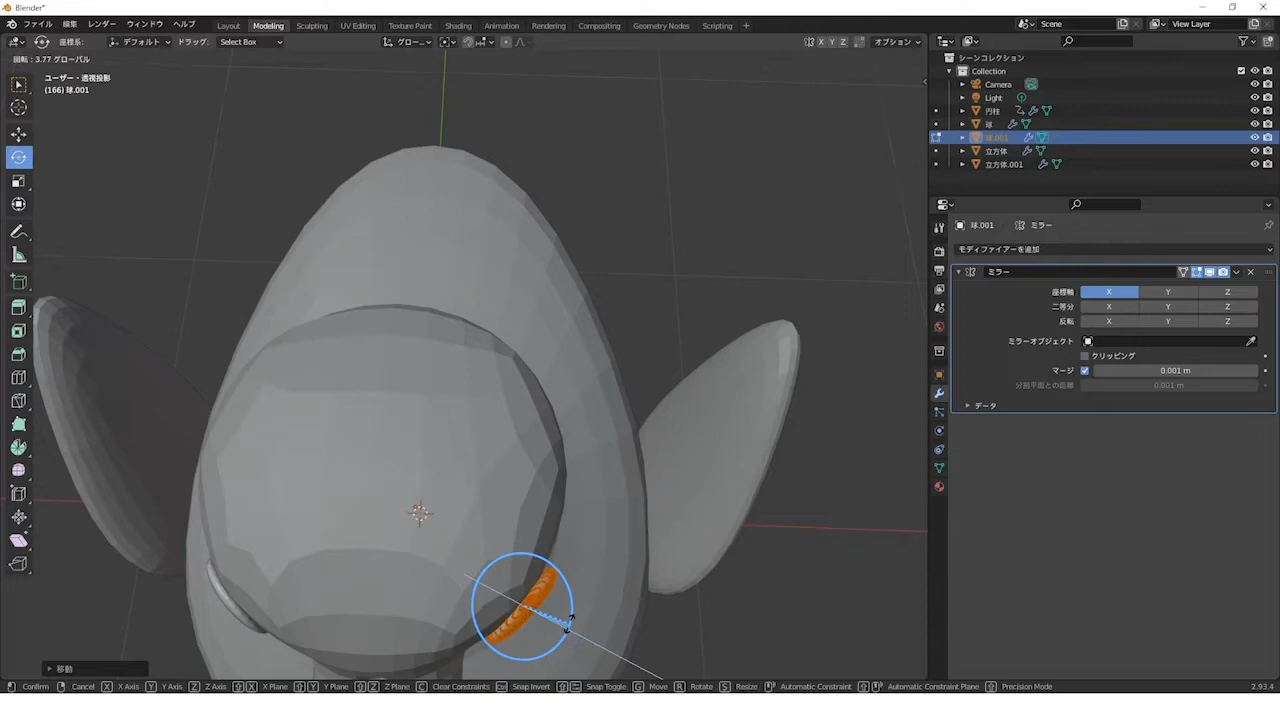 Blender*
ファイル 編集 レンダー ウィンドウ ヘルプ Layout Modeling Sculpting UV Editing Texture Paint Shading Animation Rendering Compositing Geometry Nodes Scripting + Scene View Layer
座標系: デフォルト ドラッグ: Select Box グロー... X Y Z オプション
回転: 3.77 グローバル
シーンコレクション
ユーザー・透視投影
Collection
(166) 球.001
Camera
Light
円柱
球
球.001
立方体
立方体.001
球.001 ミラー
モディファイアーを追加
ミラー
座標軸 X Y Z
二等分 X Y Z
反転 X Y Z
ミラーオブジェクト
クリッピング
マージ 0.001 m
分割平面との距離 0.001 m
データ
移動
Confirm Cancel X X Axis Y Y Axis Z Z Axis X X Plane Y Y Plane Z Z Plane C Clear Constraints Ctrl Snap Invert Snap Toggle G Move R Rotate S Resize Automatic Constraint Automatic Constraint Plane Precision Mode 2.93.4